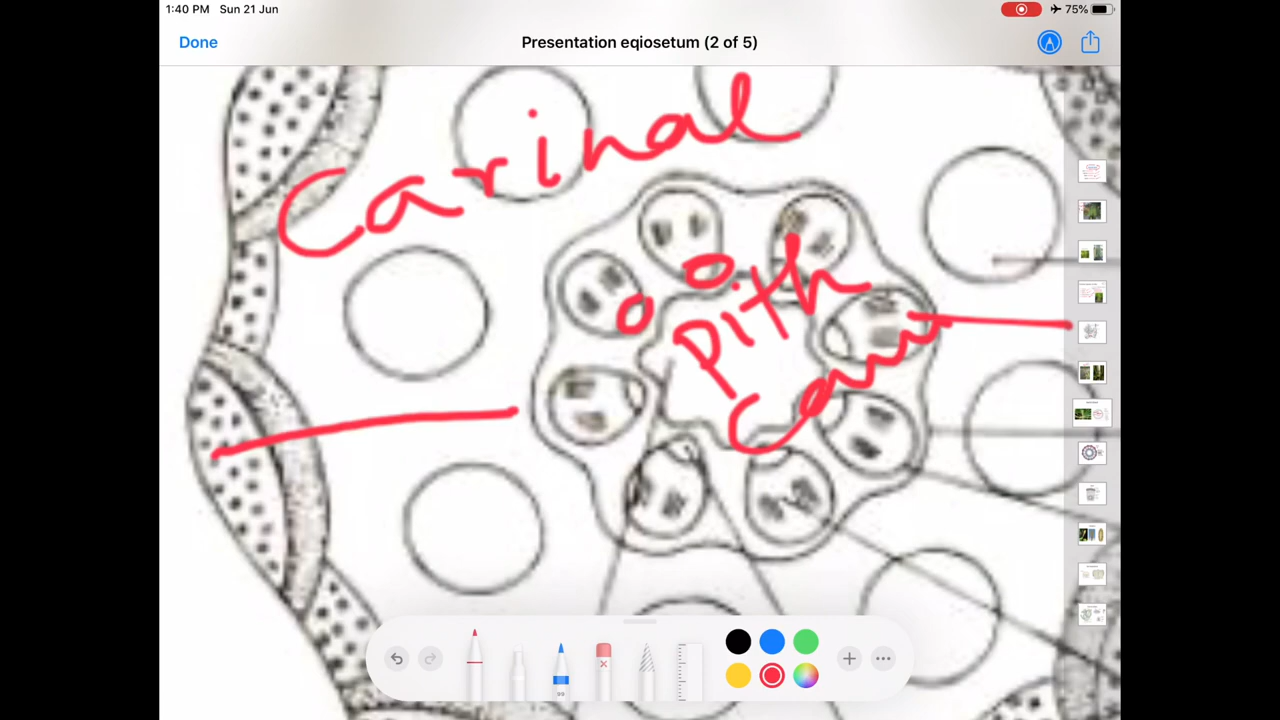 1:40 PM Sun 21 Jun
75%
Done
Presentation eqiosetum (2 of 5)
Carinal
Pith